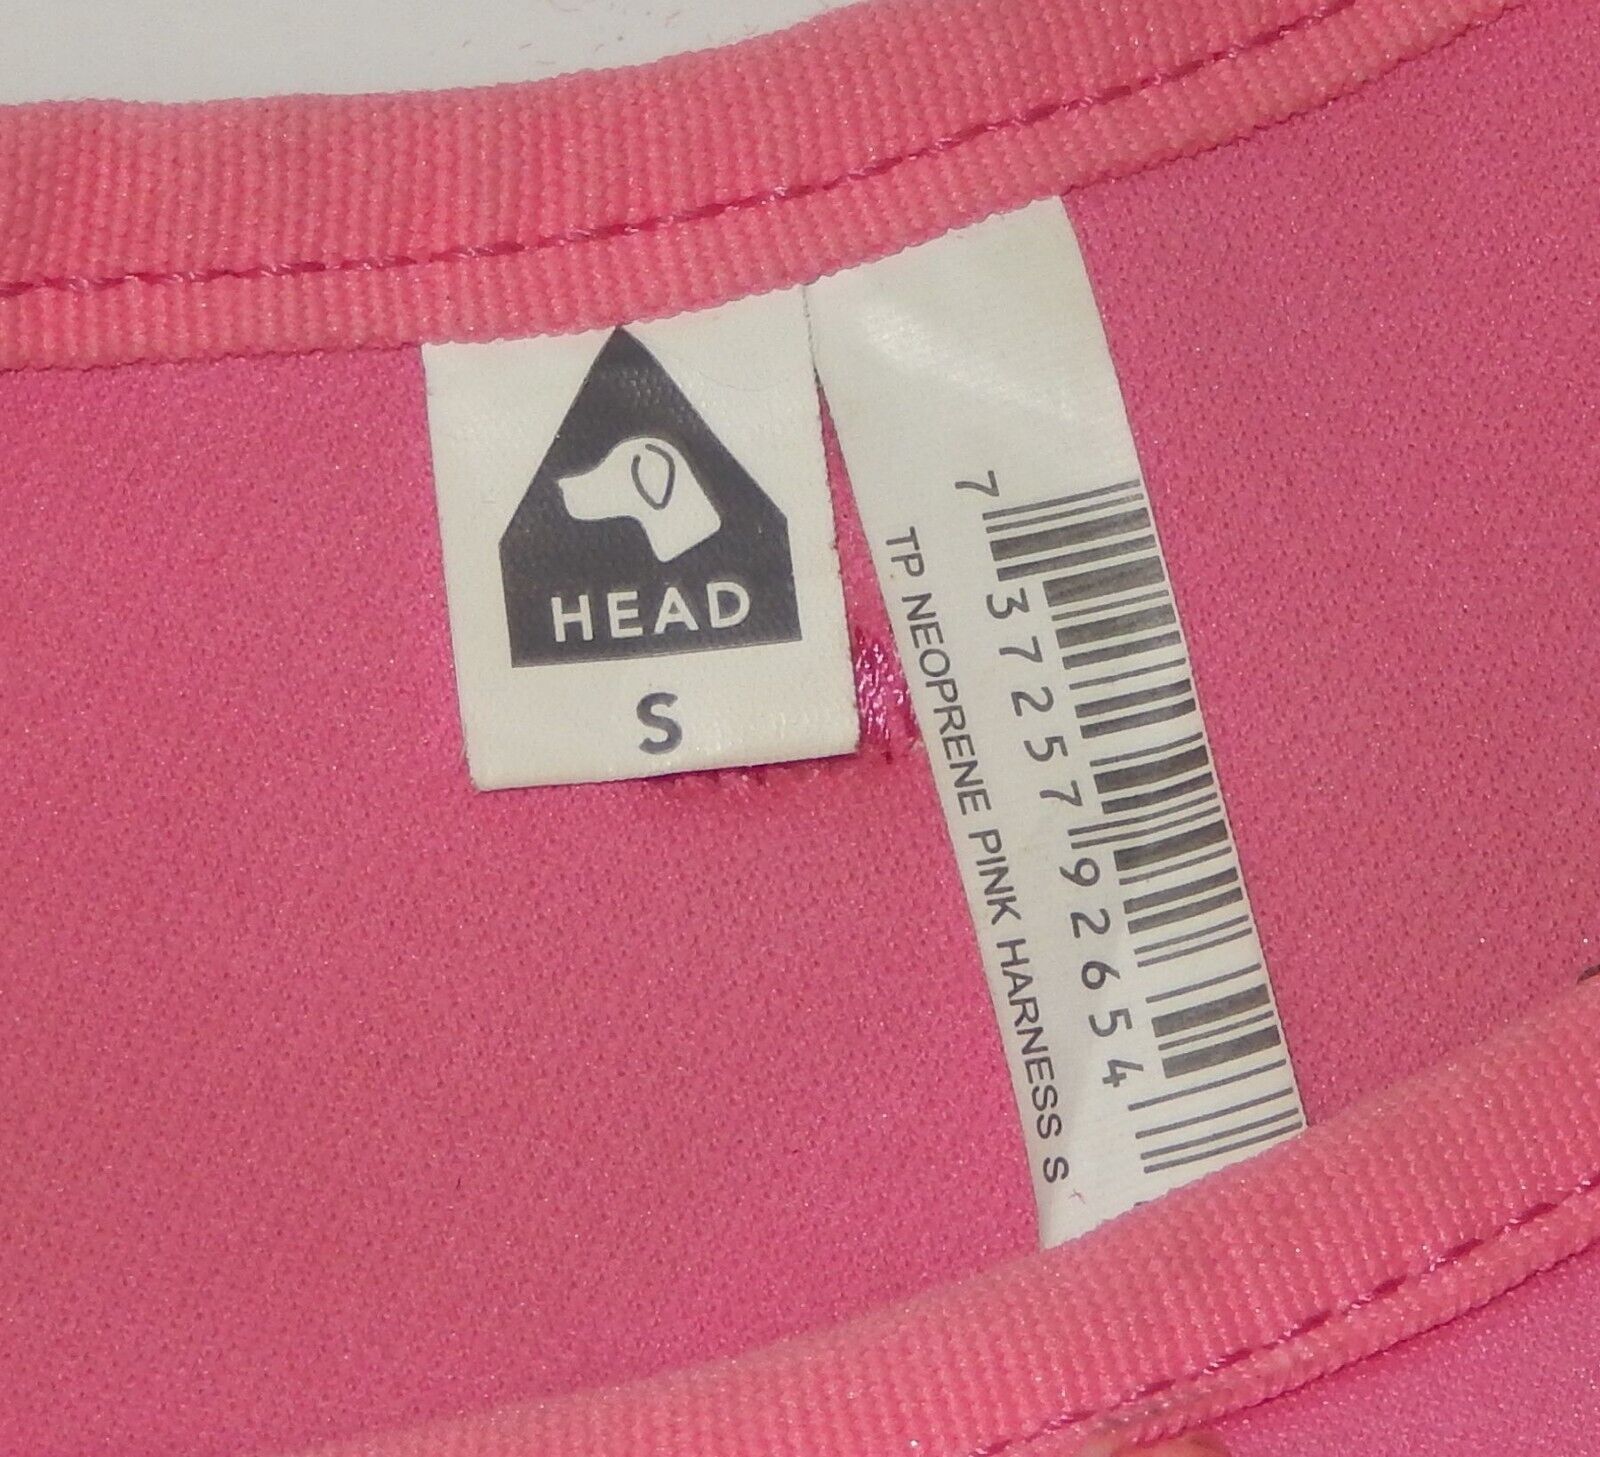 HEAD
S
7 37257 92654
TP NEOPRENE PINK HARNESS S